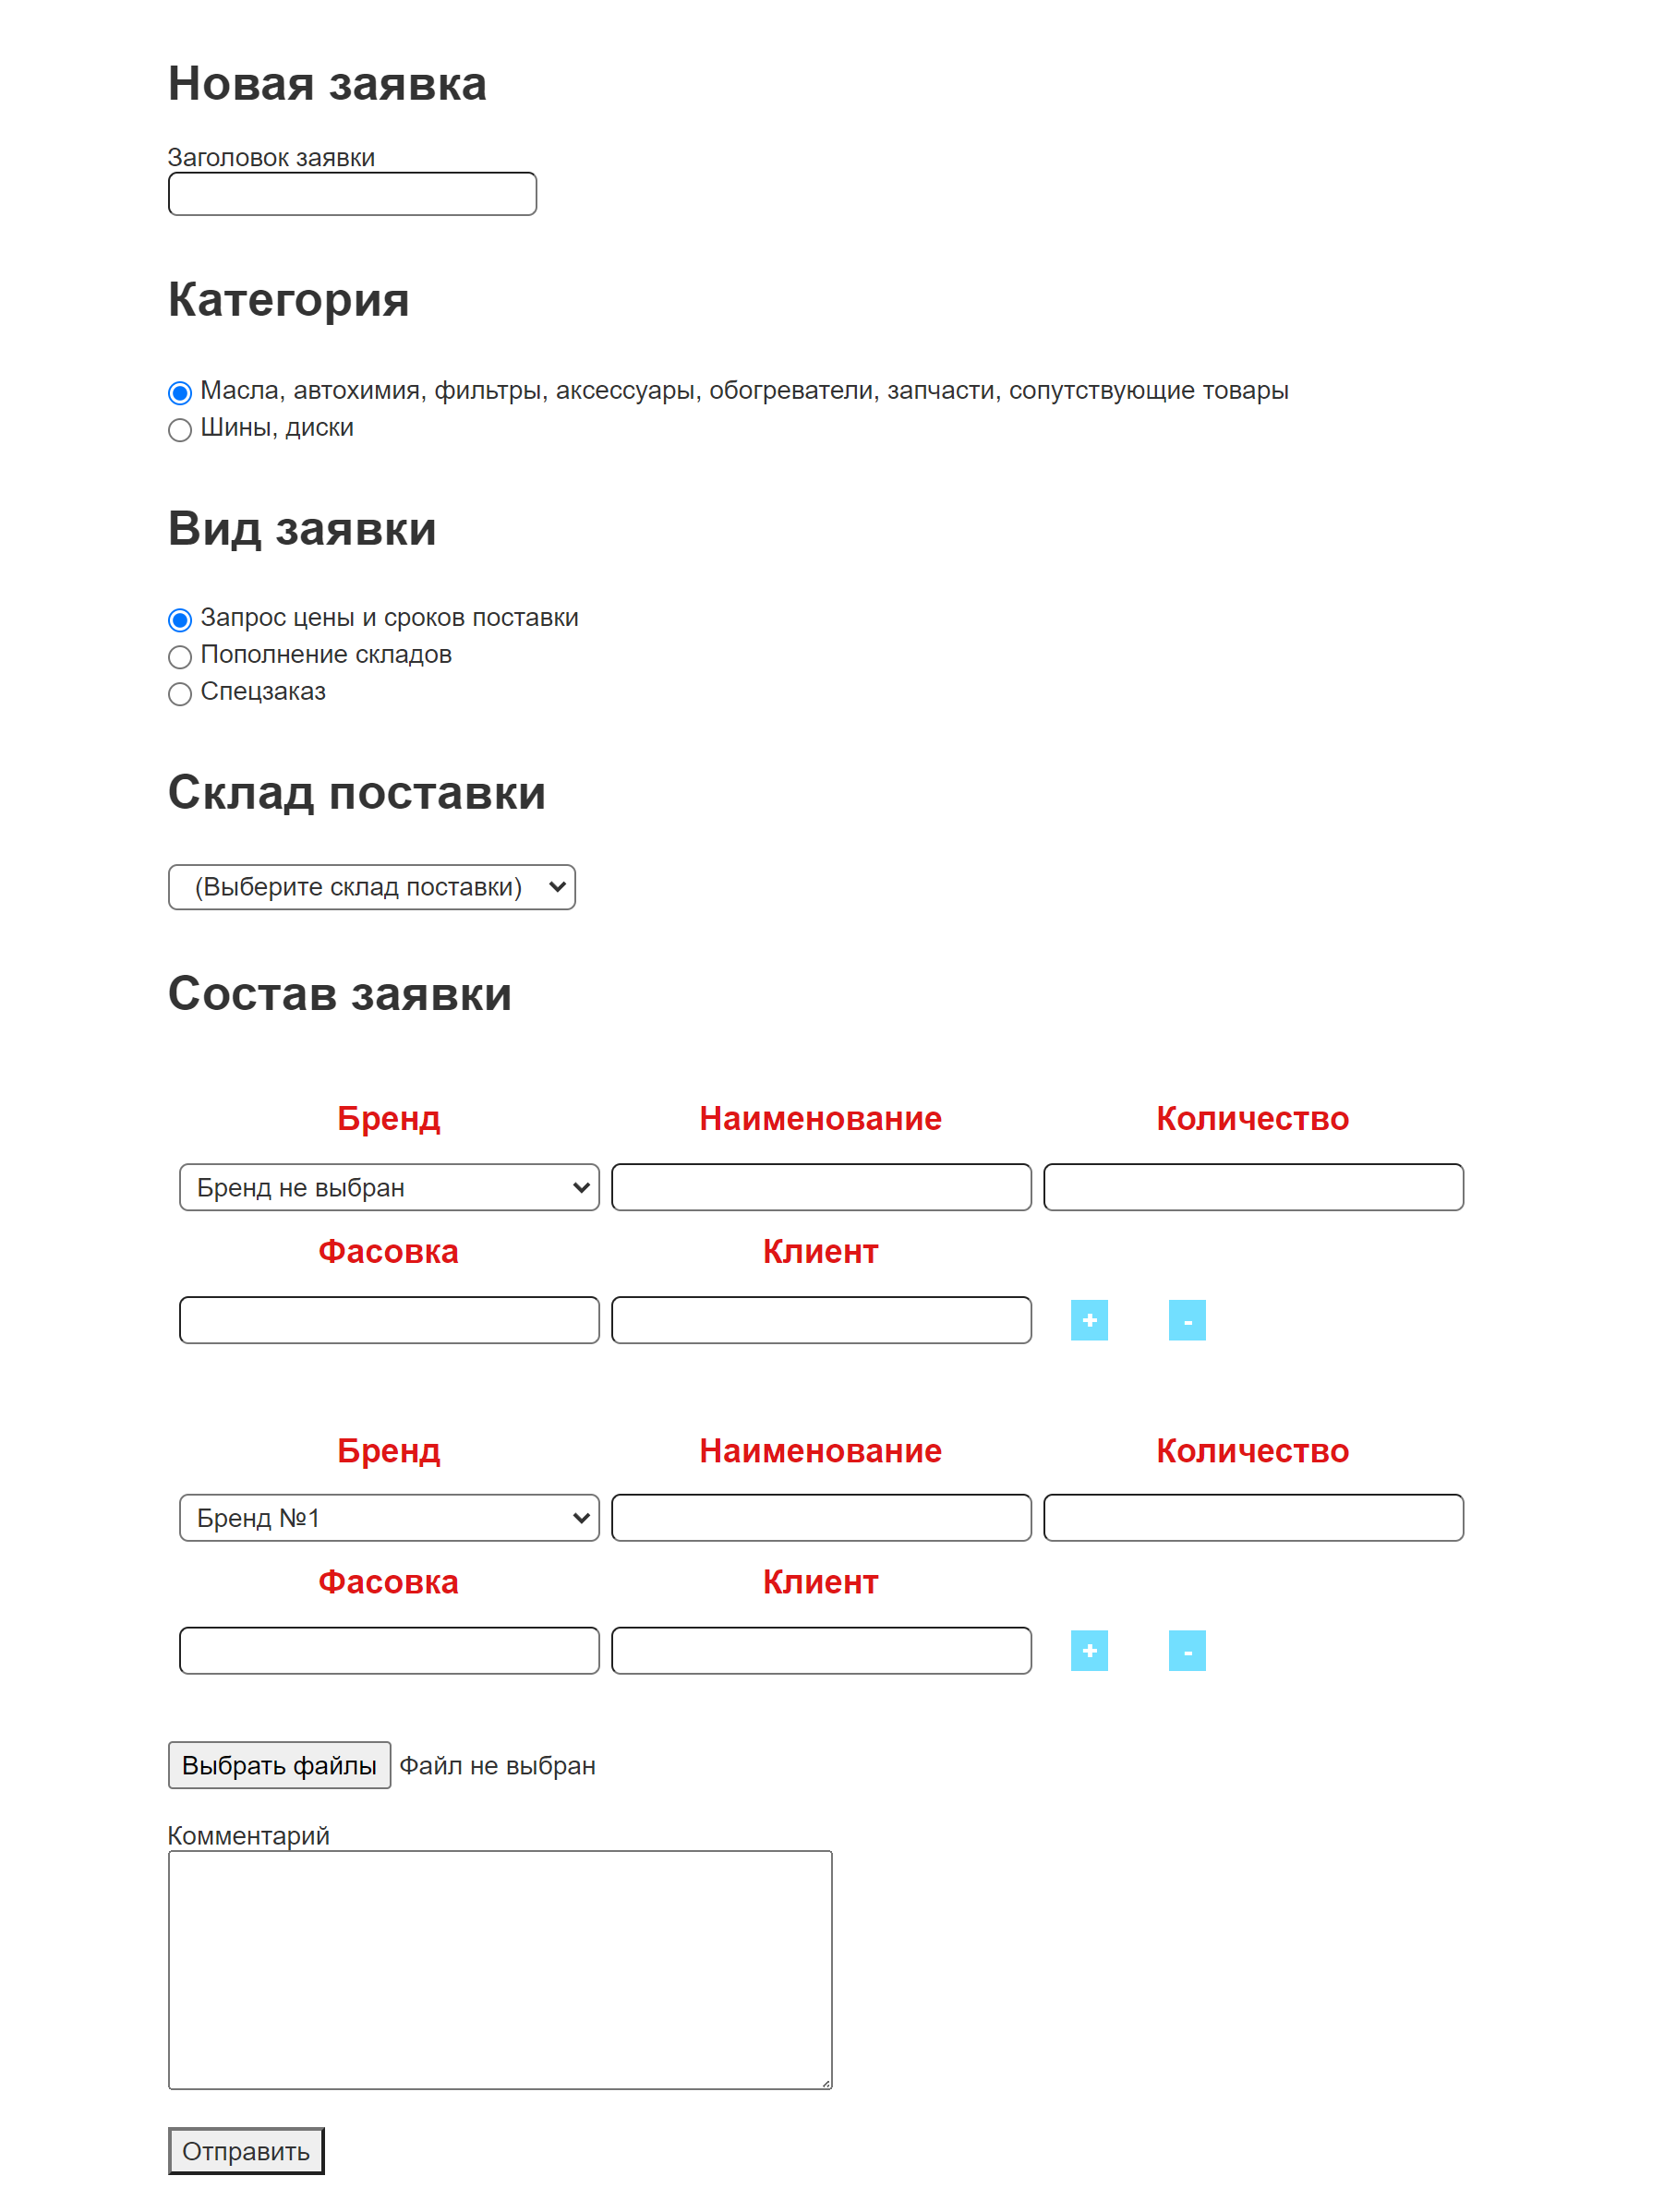 Новая заявка
Заголовок заявки
Категория
Масла, автохимия, фильтры, аксессуары, обогреватели, запчасти, сопутствующие товары
Шины, диски
Вид заявки
Запрос цены и сроков поставки
Пополнение складов
Спецзаказ
Склад поставки
(Выберите склад поставки)
Состав заявки
Бренд Наименование Количество
Бренд не выбран
Фасовка Клиент
+ -
Бренд Наименование Количество
Бренд №1
Фасовка Клиент
+ -
Выбрать файлы Файл не выбран
Комментарий
Отправить